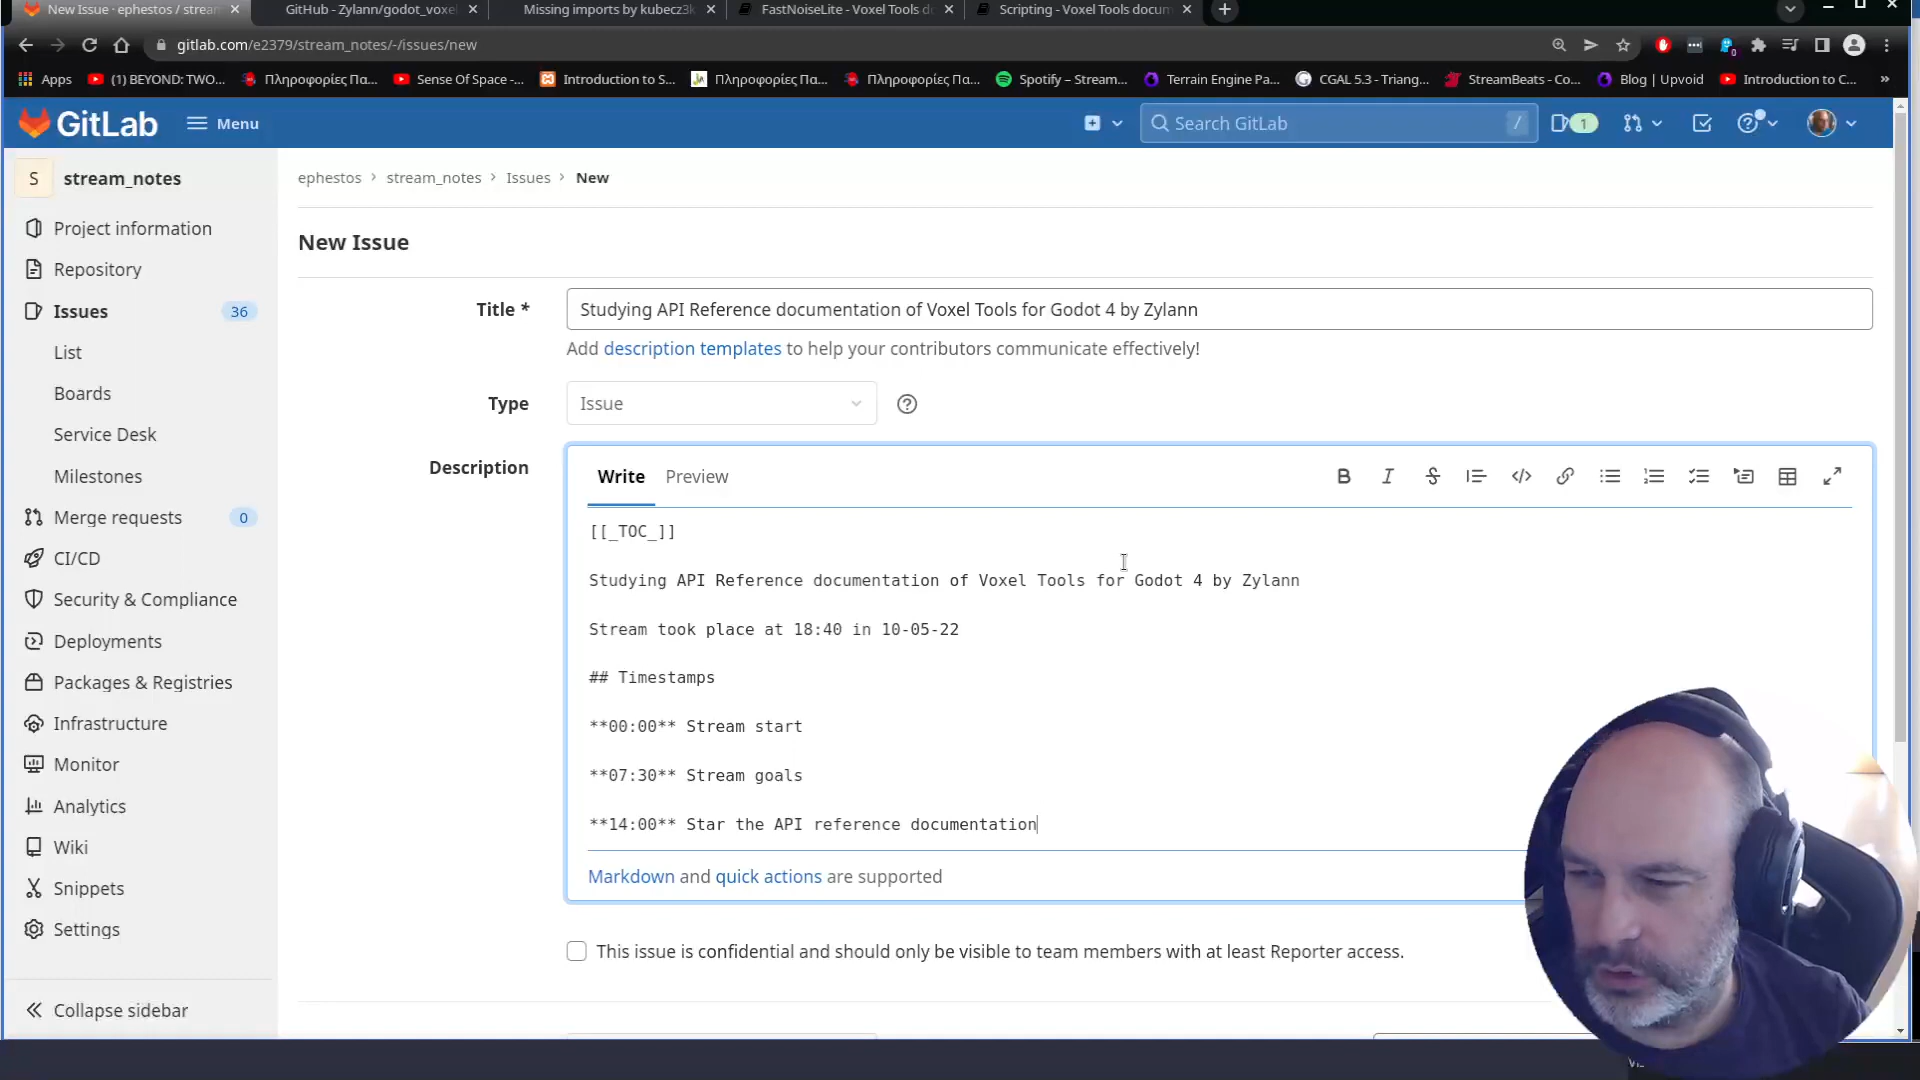 New Issue · ephestos / strea
GitHub - Zylann/godot_voxel
Missing imports by kubecz3k
FastNoiseLite - Voxel Tools do
Scripting - Voxel Tools docum
gitlab.com/e2379/stream_notes/-/issues/new
Apps
(1) BEYOND: TWO...
Πληροφορίες Πα...
Sense Of Space -...
Introduction to S...
Πληροφορίες Πα...
Πληροφορίες Πα...
Spotify – Stream...
Terrain Engine Pa...
CGAL 5.3 - Triang...
StreamBeats - Co...
Blog | Upvoid
Introduction to C...
»
GitLab
Menu
Search GitLab
/
1
S
stream_notes
Project information
Repository
Issues
36
List
Boards
Service Desk
Milestones
Merge requests
0
CI/CD
Security & Compliance
Deployments
Packages & Registries
Infrastructure
Monitor
Analytics
Wiki
Snippets
Settings
Collapse sidebar
ephestos › stream_notes › Issues › New
New Issue
Title *
Studying API Reference documentation of Voxel Tools for Godot 4 by Zylann
Add description templates to help your contributors communicate effectively!
Type
Issue
Description
Write
Preview
[[_TOC_]]
Studying API Reference documentation of Voxel Tools for Godot 4 by Zylann
Stream took place at 18:40 in 10-05-22
## Timestamps
**00:00** Stream start
**07:30** Stream goals
**14:00** Star the API reference documentation
Markdown and quick actions are supported
This issue is confidential and should only be visible to team members with at least Reporter access.